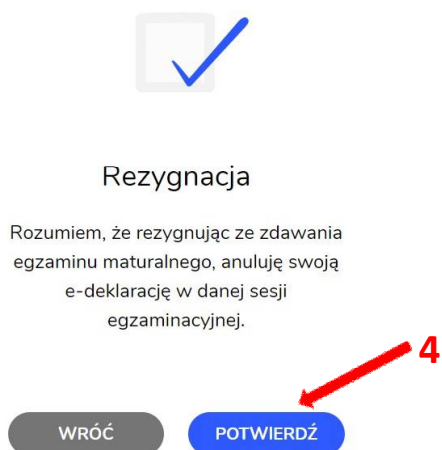 Rezygnacja
Rozumiem, że rezygnując ze zdawania
egzaminu maturalnego, anuluję swoją
e-deklarację w danej sesji
egzaminacyjnej.
4
WRÓĆ POTWIERDŹ